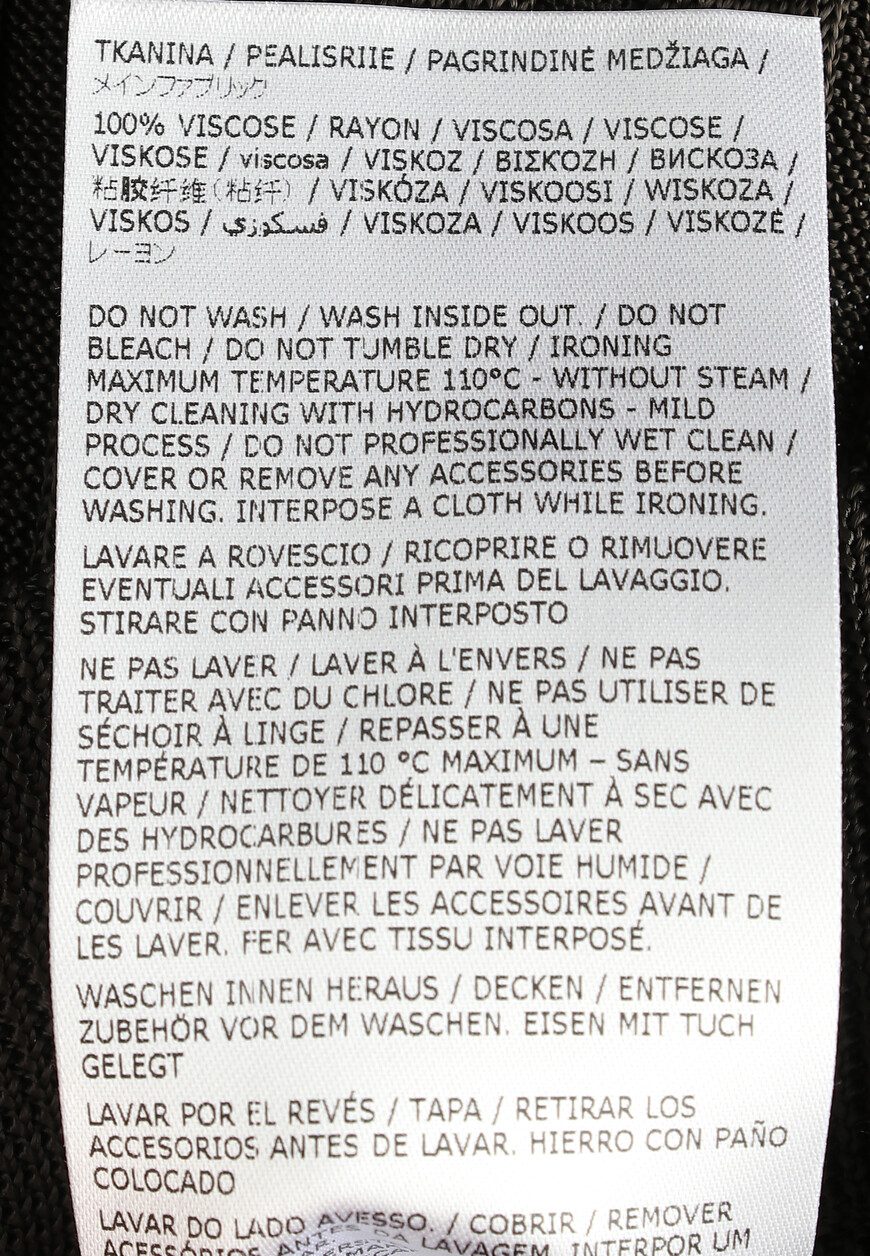 TKANINA / PEALISRIIE / PAGRINDINĖ MEDŽIAGA /
メインファブリック
100% VISCOSE / RAYON / VISCOSA / VISCOSE /
VISKOSE / viscosa / VISKOZ / ΒΙΣΚΌΖΗ / ВИСКОЗА /
粘胶纤维(粘纤) / VISKÓZA / VISKOOSI / WISKOZA /
VISKOS / فسكوزي / VISKOZA / VISKOOS / VISKOZĖ /
レーヨン
DO NOT WASH / WASH INSIDE OUT. / DO NOT
BLEACH / DO NOT TUMBLE DRY / IRONING
MAXIMUM TEMPERATURE 110°C - WITHOUT STEAM /
DRY CLEANING WITH HYDROCARBONS - MILD
PROCESS / DO NOT PROFESSIONALLY WET CLEAN /
COVER OR REMOVE ANY ACCESSORIES BEFORE
WASHING. INTERPOSE A CLOTH WHILE IRONING.
LAVARE A ROVESCIO / RICOPRIRE O RIMUOVERE
EVENTUALI ACCESSORI PRIMA DEL LAVAGGIO.
STIRARE CON PANNO INTERPOSTO
NE PAS LAVER / LAVER À L'ENVERS / NE PAS
TRAITER AVEC DU CHLORE / NE PAS UTILISER DE
SÉCHOIR À LINGE / REPASSER À UNE
TEMPÉRATURE DE 110 °C MAXIMUM – SANS
VAPEUR / NETTOYER DÉLICATEMENT À SEC AVEC
DES HYDROCARBURES / NE PAS LAVER
PROFESSIONNELLEMENT PAR VOIE HUMIDE /
COUVRIR / ENLEVER LES ACCESSOIRES AVANT DE
LES LAVER. FER AVEC TISSU INTERPOSÉ.
WASCHEN INNEN HERAUS / DECKEN / ENTFERNEN
ZUBEHÖR VOR DEM WASCHEN. EISEN MIT TUCH
GELEGT
LAVAR POR EL REVÉS / TAPA / RETIRAR LOS
ACCESORIOS ANTES DE LAVAR. HIERRO CON PAÑO
COLOCADO
LAVAR DO LADO AVESSO. / COBRIR / REMOVER
ACESSÓRIOS ANTES DA LAVAGEM. INTERPOR UM